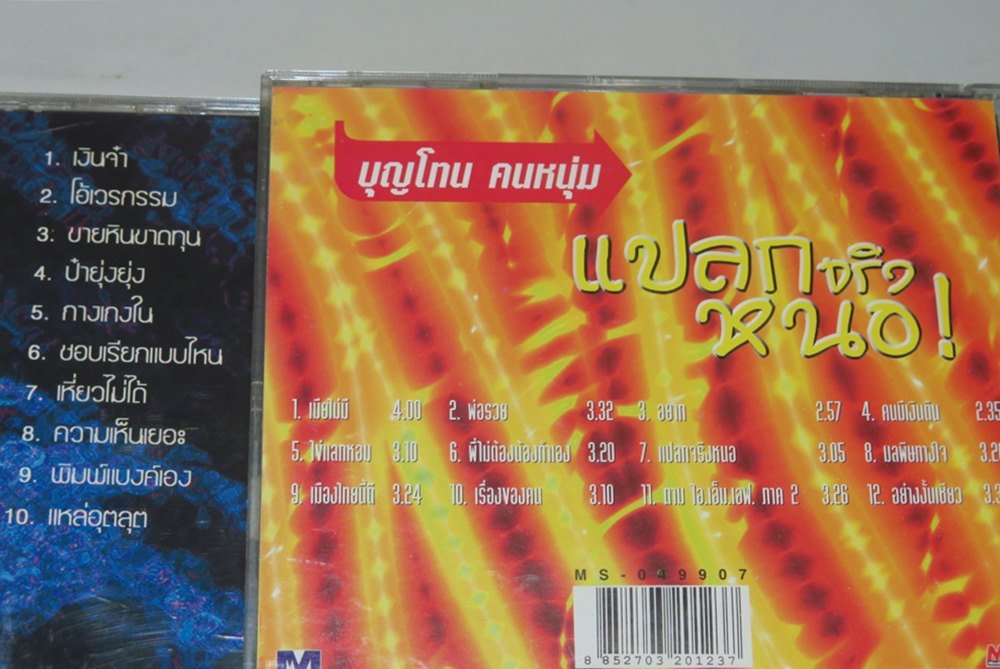 1. เงินจ๋า
2. โอ้เวรกรรม
3. ขายหินขาดทุน
4. ป๋ายุ่งยุ่ง
5. กางเกงใน
6. ชอบเรียกแบบไหน
7. เหี่ยวไม่ได้
8. ความเห็นเยอะ
9. พิมพ์แบงค์เอง
10. แหล่อุตลุต
บุญโทน คนหนุ่ม
แปลกจริง
หนอ!
1. เมียไม่มี 4.00 2. พ่อรวย 3.32 3. อยาก 2.57 4. คนมีเงินกิน 2.35
5. ไข่แลกหอม 3.10 6. พี่ไม่ต้องน้องทำเอง 3.20 7. แปลกจริงหนอ 3.05 8. มลพิษทางใจ
9. เมืองไทยนี้ดี 3.24 10. เรื่องของคน 3.10 11. ตาม ไอ.เอ็ม.เอฟ. ภาค 2 3.26 12. อย่างงั้นเชียว
MS-049907
8 852703 201237
M